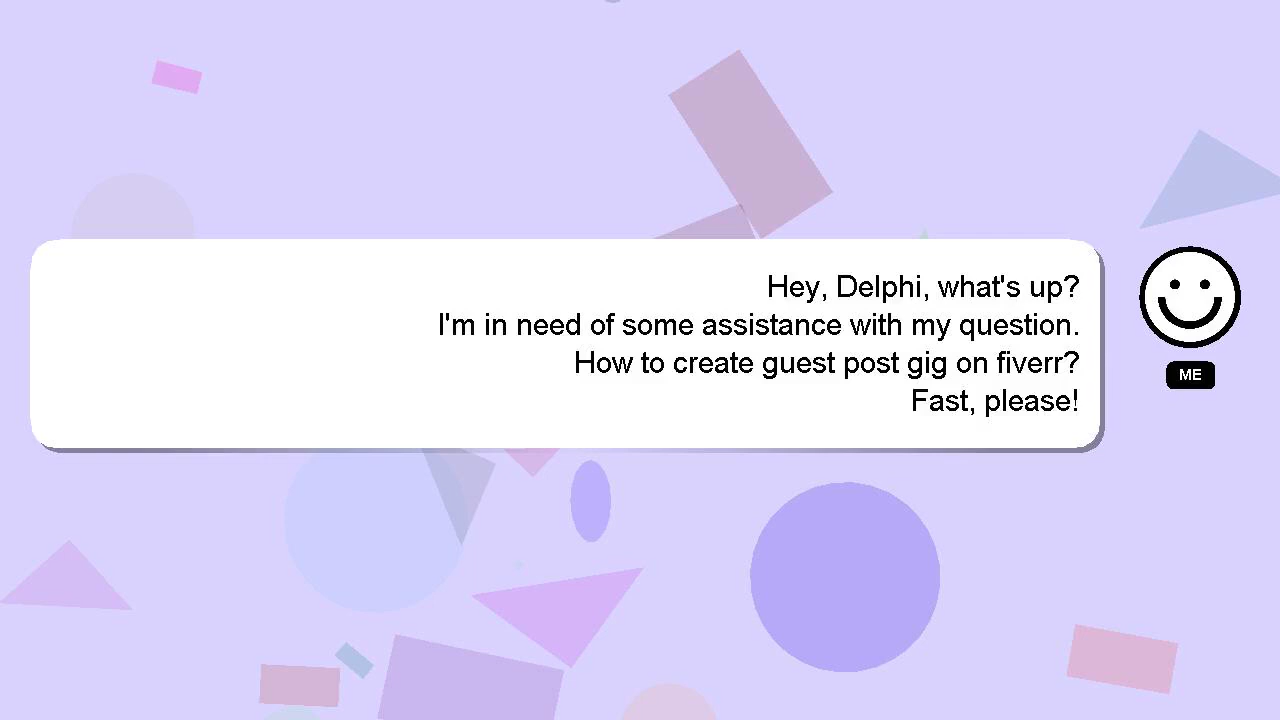 Hey, Delphi, what's up?
I'm in need of some assistance with my question.
How to create guest post gig on fiverr?
Fast, please!
ME